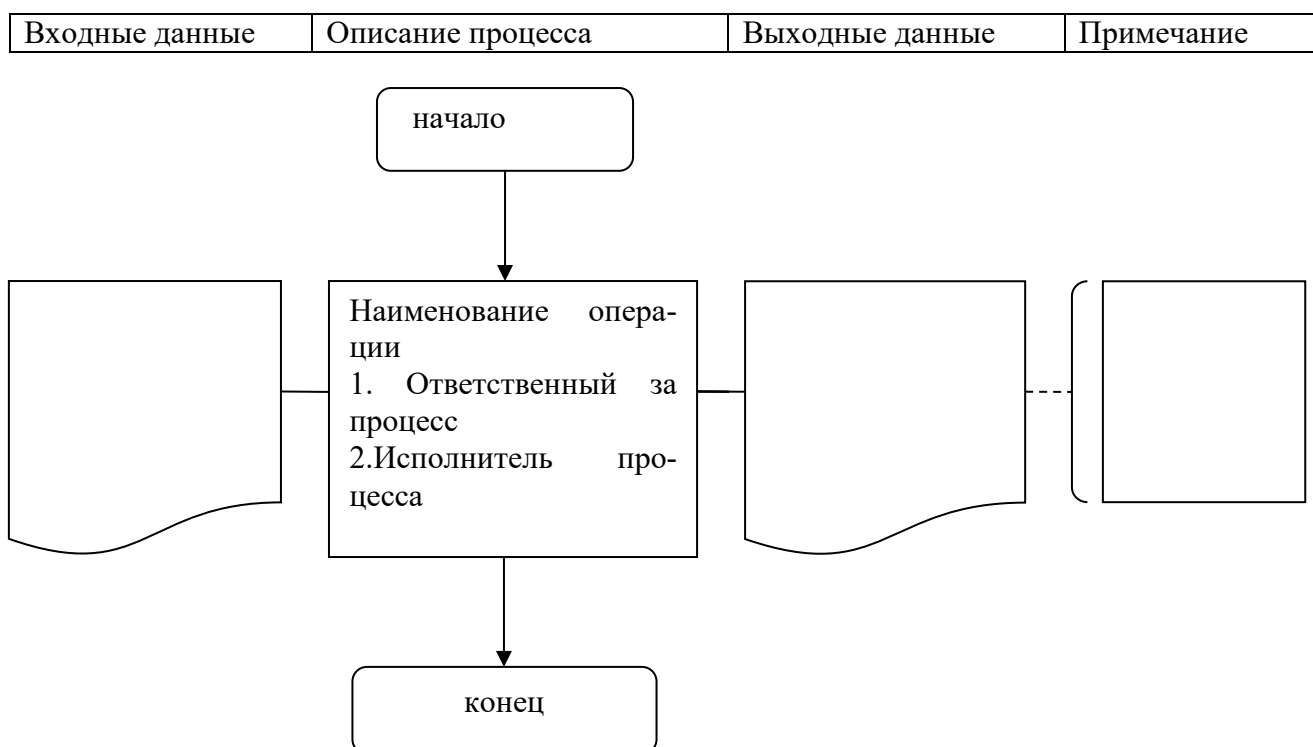 Входные данные Описание процесса Выходные данные Примечание
начало
Наименование опера-
ции
1. Ответственный за
процесс
2.Исполнитель про-
цесса
конец